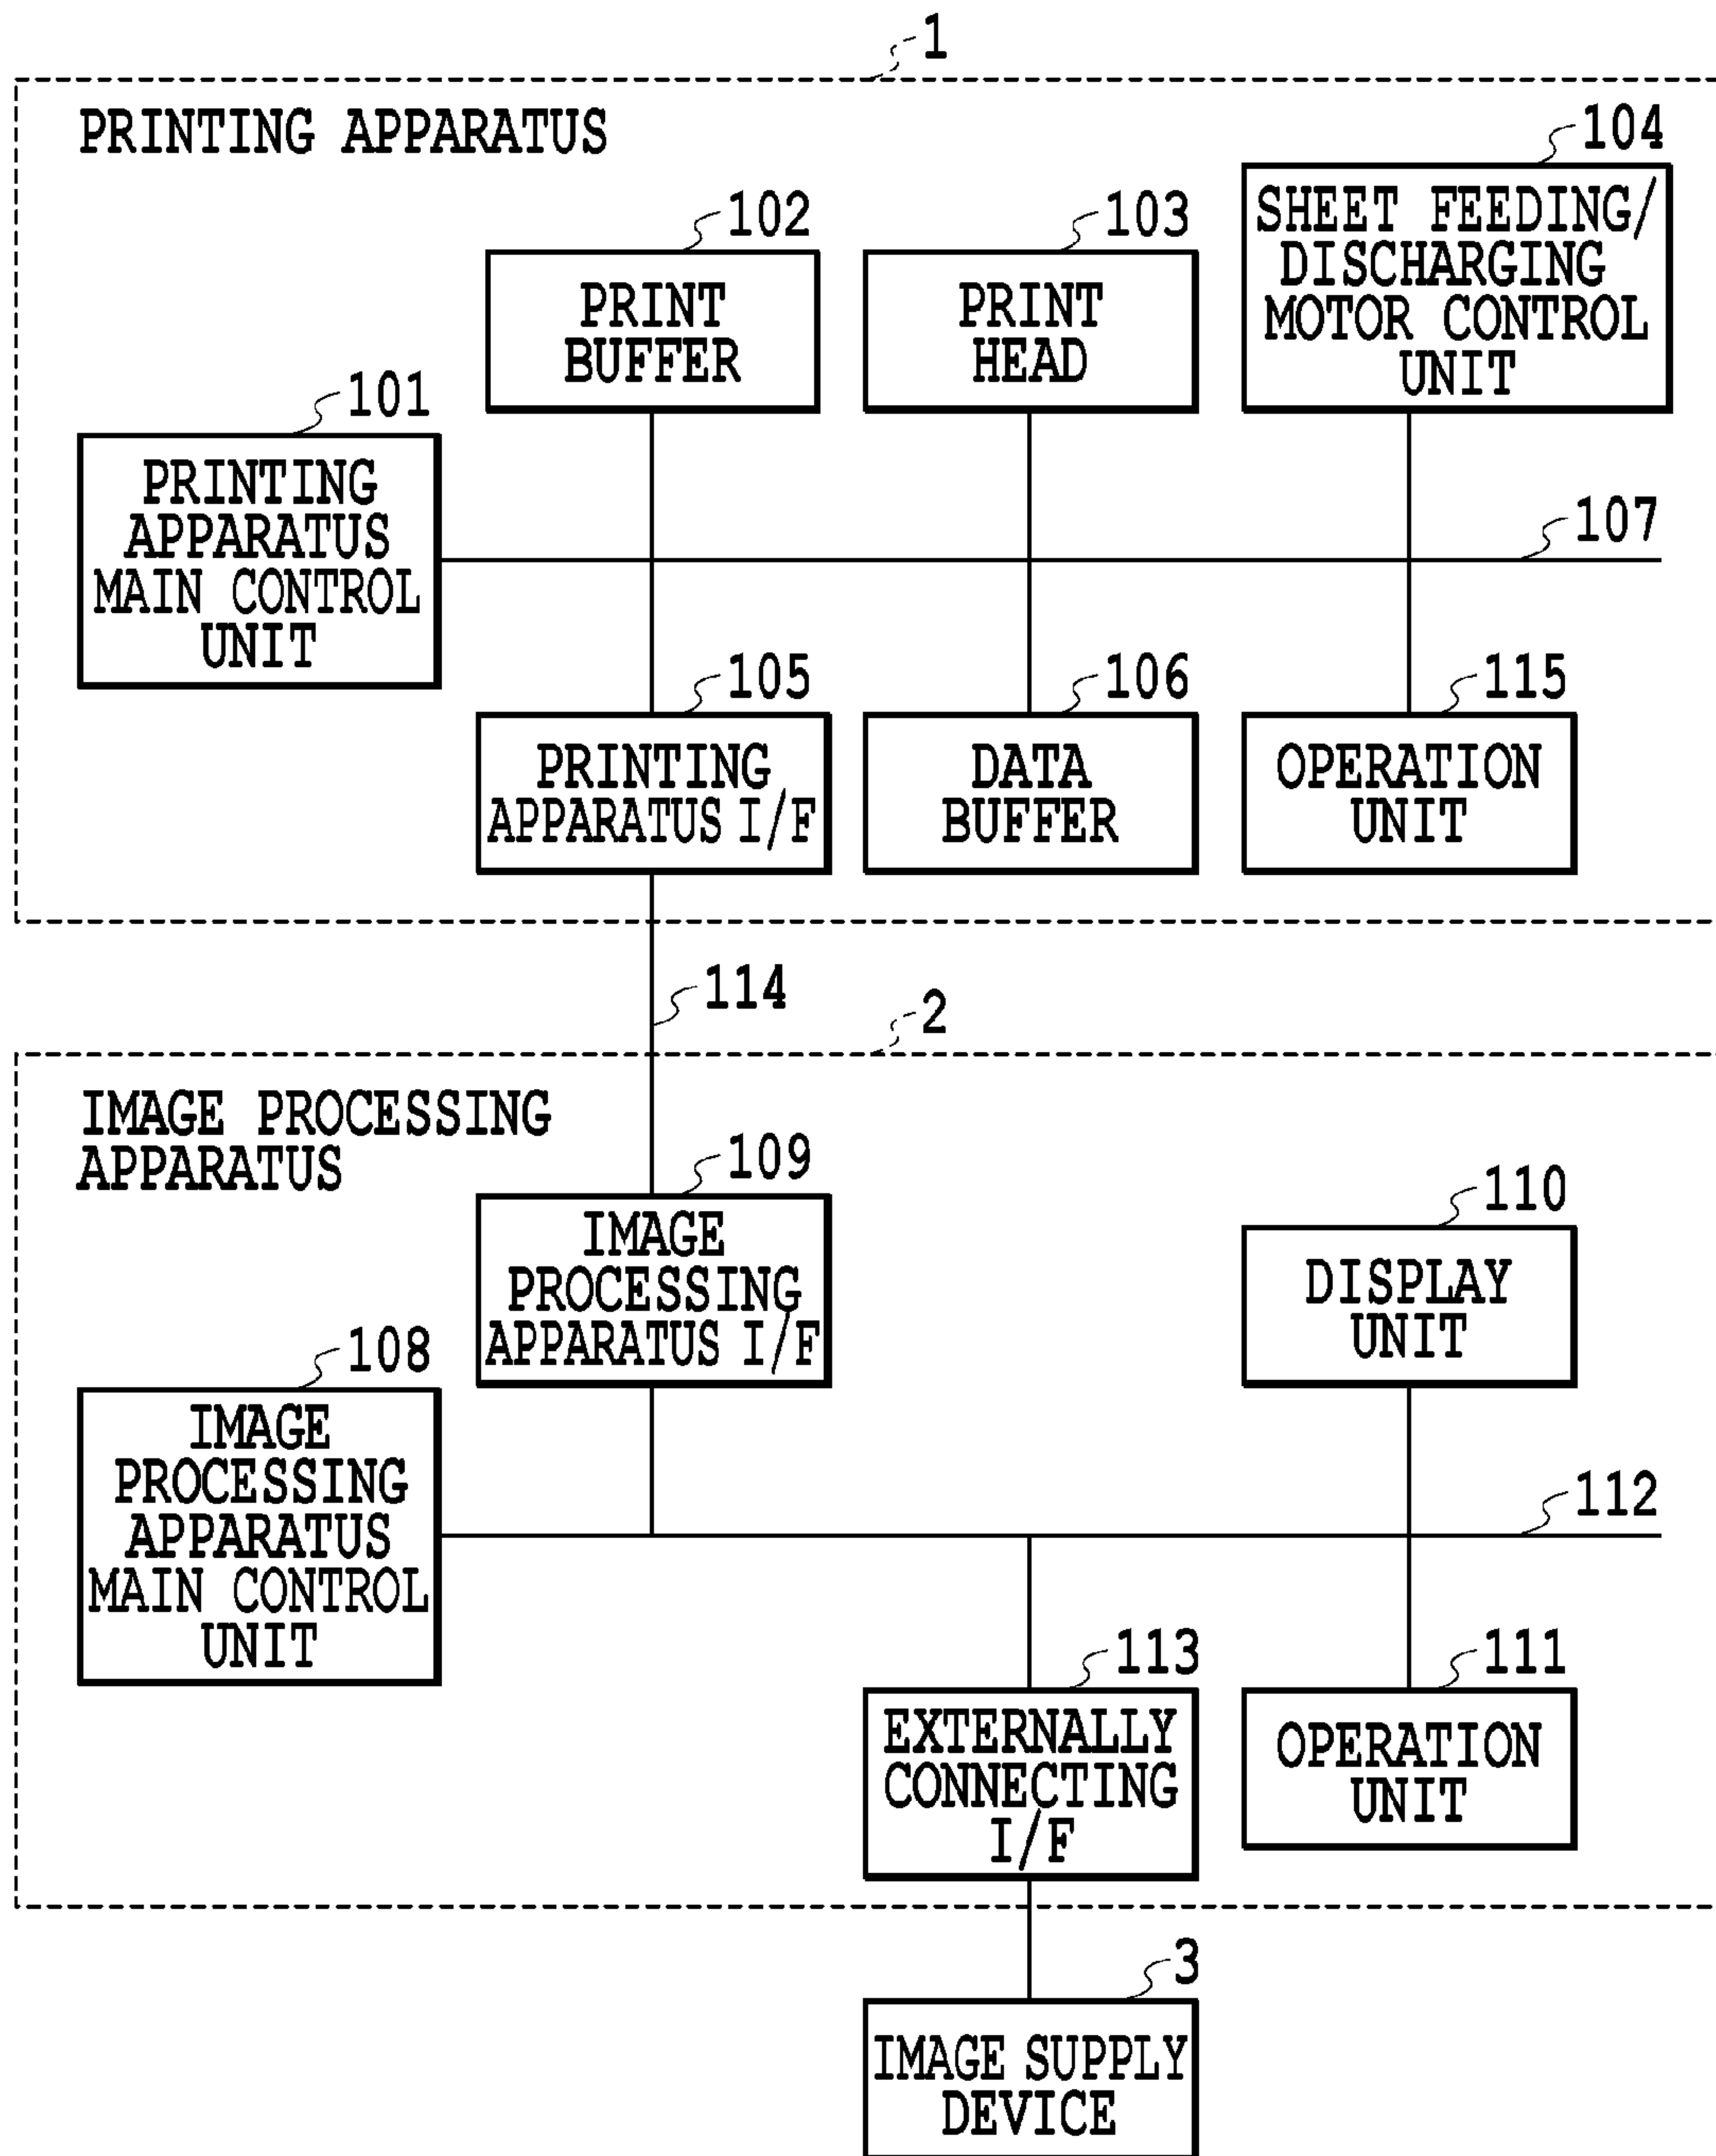 1
PRINTING APPARATUS
104
SHEET FEEDING/
DISCHARGING
MOTOR CONTROL
UNIT
102
PRINT
BUFFER
103
PRINT
HEAD
101
PRINTING
APPARATUS
MAIN CONTROL
UNIT
107
105
PRINTING
APPARATUS I/F
106
DATA
BUFFER
115
OPERATION
UNIT
114
2
IMAGE PROCESSING
APPARATUS
109
IMAGE
PROCESSING
APPARATUS I/F
110
DISPLAY
UNIT
108
IMAGE
PROCESSING
APPARATUS
MAIN CONTROL
UNIT
112
113
EXTERNALLY
CONNECTING
I/F
111
OPERATION
UNIT
3
IMAGE SUPPLY
DEVICE